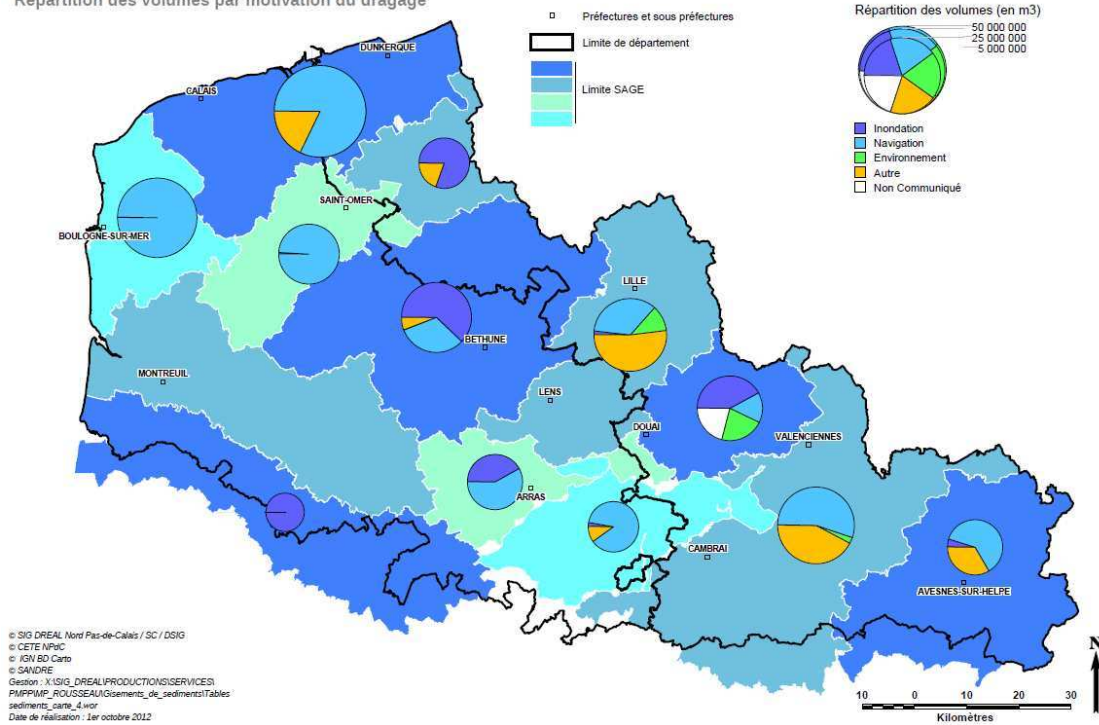 Répartition des volumes par motivation du dragage
Préfectures et sous préfectures
Limite de département
Limite SAGE
Répartition des volumes (en m3)
50 000 000
25 000 000
5 000 000
Inondation
Navigation
Environnement
Autre
Non Communiqué
DUNKERQUE
CALAIS
SAINT-OMER
BOULOGNE-SUR-MER
LILLE
BETHUNE
MONTREUIL
LENS
DOUAI
VALENCIENNES
ARRAS
CAMBRAI
AVESNES-SUR-HELPE
© SIG DREAL Nord Pas-de-Calais / SC / DSIG
© CETE NPdC
© IGN BD Carto
© SANDRE
Gestion : X:\SIG_DREAL\PRODUCTIONS\SERVICES\
PMPP\MP_ROUSSEAU\Gisements_de_sediments\Tables
sediments_carte_4.wor
Date de réalisation : 1er octobre 2012
N
10 0 10 20 30
Kilomètres